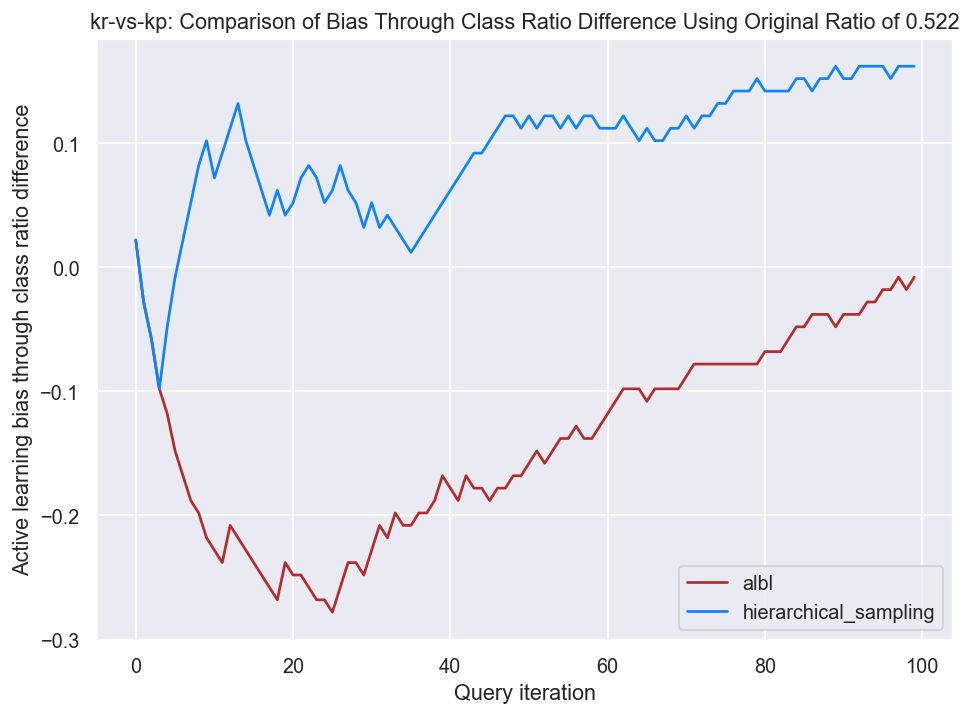 kr-vs-kp: Comparison of Bias Through Class Ratio Difference Using Original Ratio of 0.522
Active learning bias through class ratio difference
0.1
0.0
−0.1
−0.2
−0.3
0 20 40 60 80 100
Query iteration
albl
hierarchical_sampling